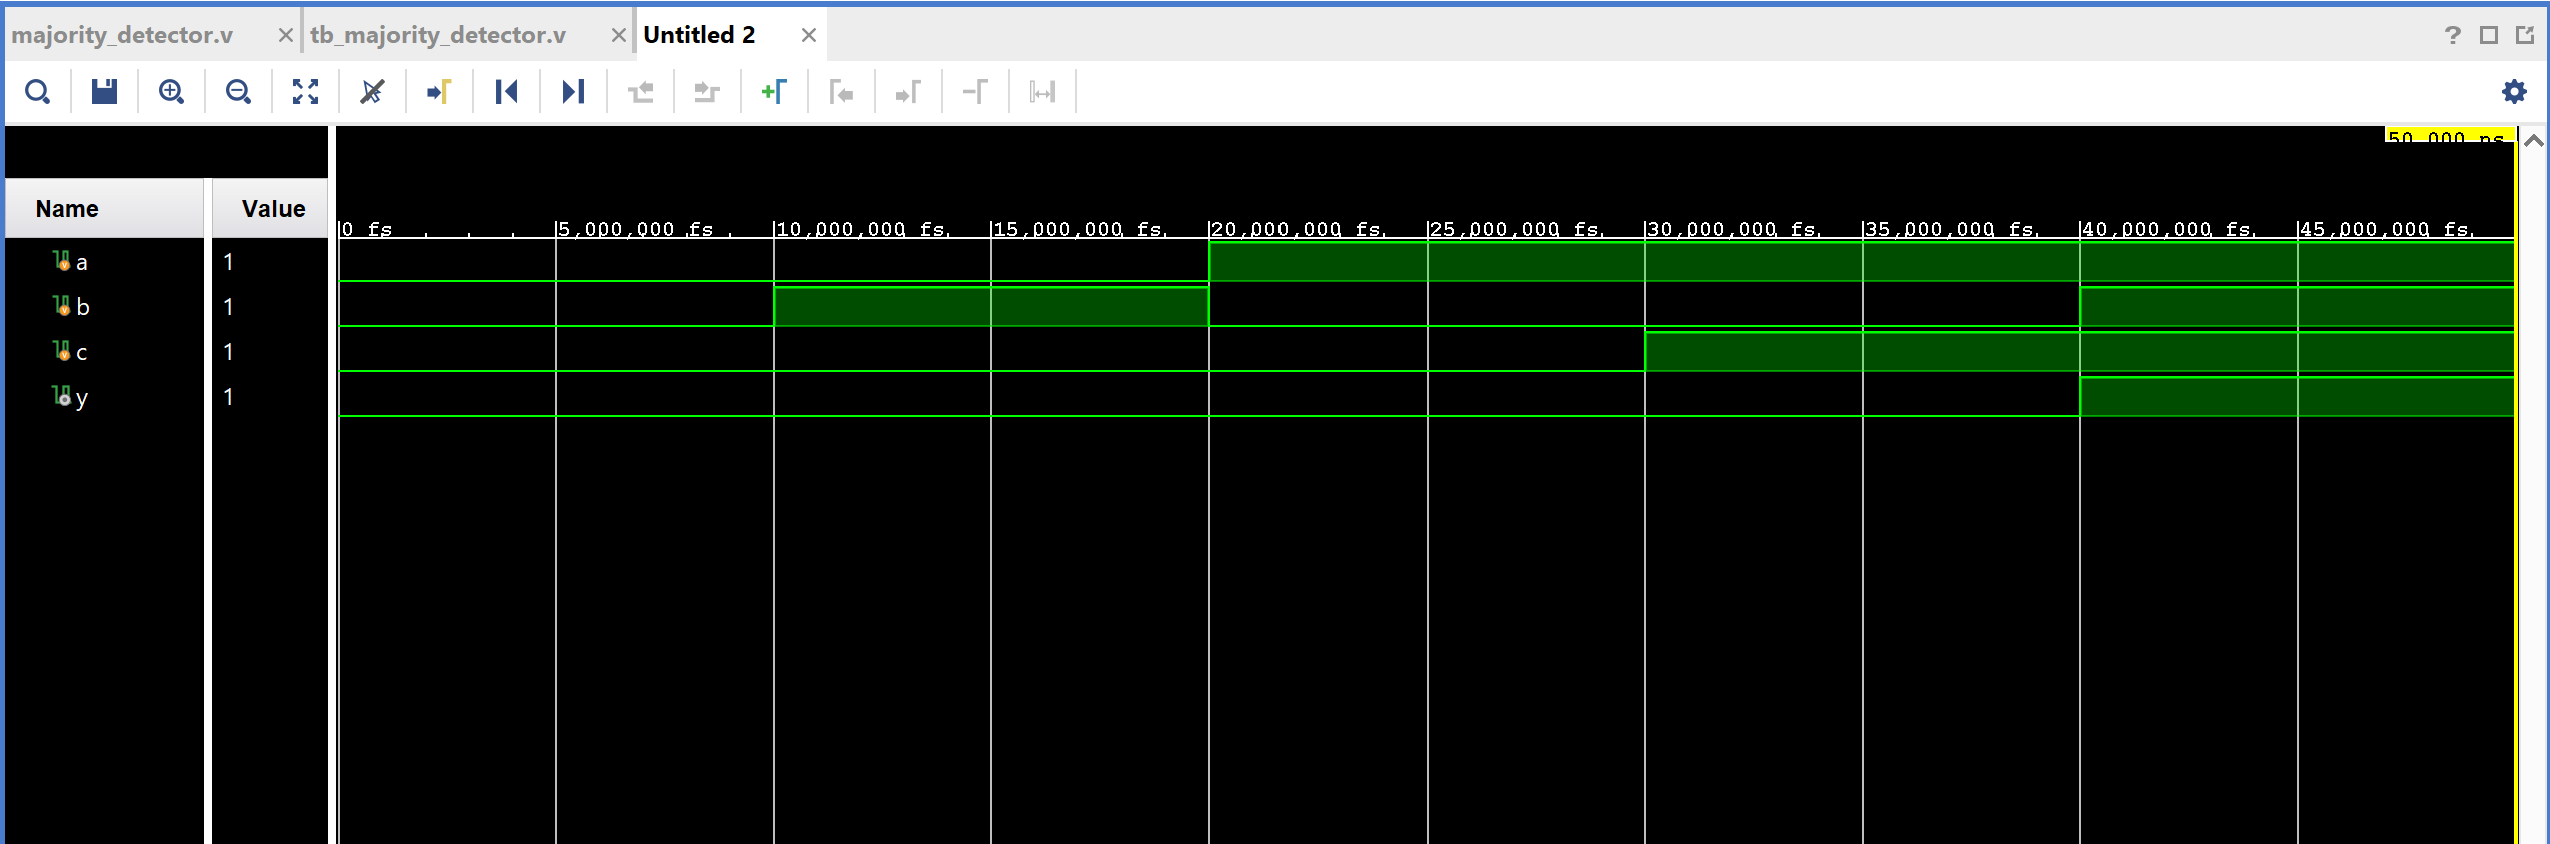 majority_detector.v tb_majority_detector.v Untitled 2
?
50.000 ns
Name Value
0 fs 5,000,000 fs 10,000,000 fs 15,000,000 fs 20,000,000 fs 25,000,000 fs 30,000,000 fs 35,000,000 fs 40,000,000 fs 45,000,000 fs
a 1
b 1
c 1
y 1